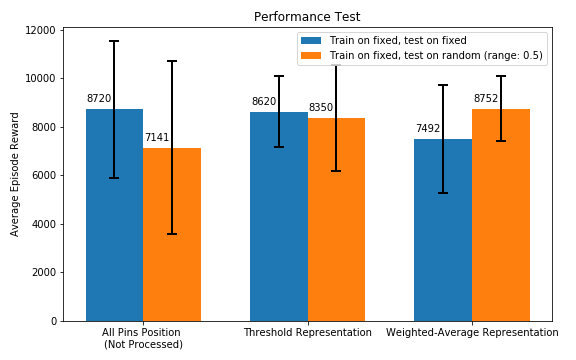 Performance Test
Train on fixed, test on fixed
Train on fixed, test on random (range: 0.5)
Average Episode Reward
12000
10000
8000
6000
4000
2000
0
8720
7141
8620
8350
7492
8752
All Pins Position
(Not Processed)
Threshold Representation
Weighted-Average Representation